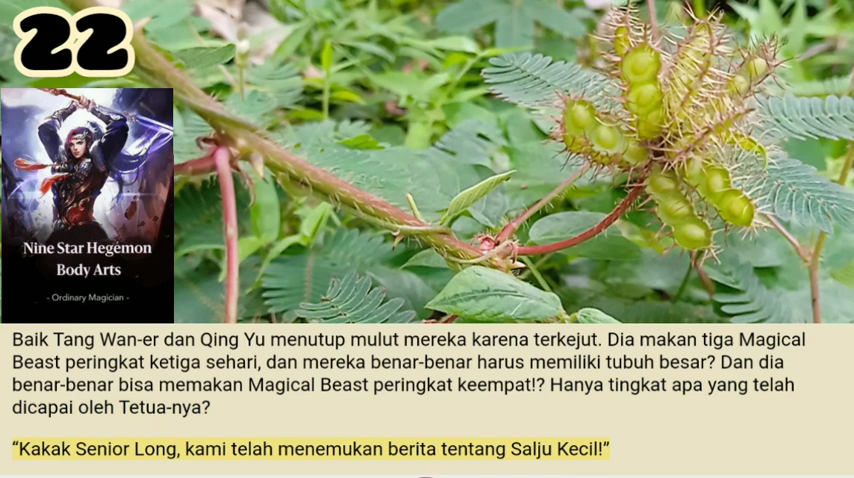 22
Nine Star Hegemon
Body Arts
- Ordinary Magician -
Baik Tang Wan-er dan Qing Yu menutup mulut mereka karena terkejut. Dia makan tiga Magical
Beast peringkat ketiga sehari, dan mereka benar-benar harus memiliki tubuh besar? Dan dia
benar-benar bisa memakan Magical Beast peringkat keempat!? Hanya tingkat apa yang telah
dicapai oleh Tetua-nya?
“Kakak Senior Long, kami telah menemukan berita tentang Salju Kecil!”